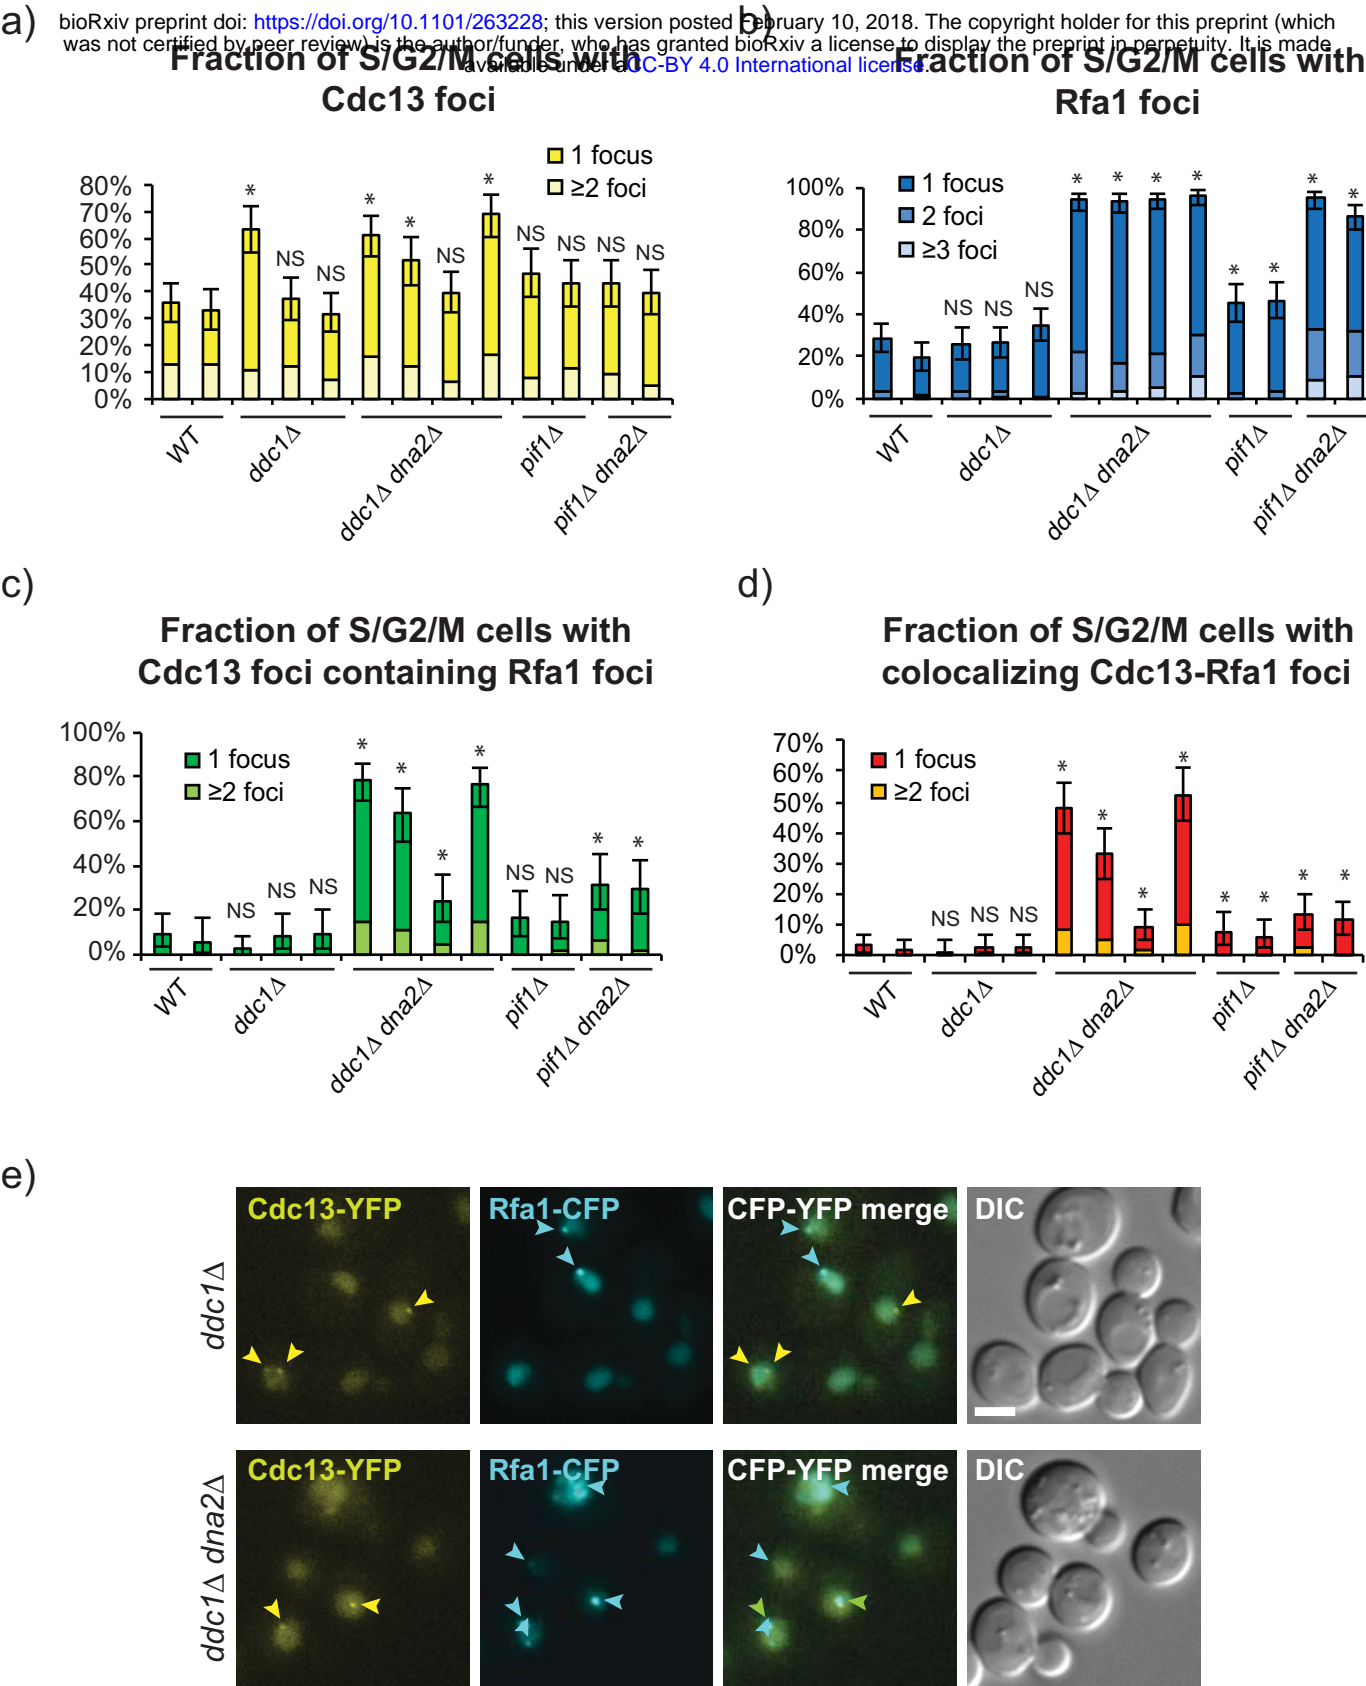 a)
b)
bioRxiv preprint doi: https://doi.org/10.1101/263228; this version posted February 10, 2018. The copyright holder for this preprint (which
was not certified by peer review) is the author/funder, who has granted bioRxiv a license to display the preprint in perpetuity. It is made
available under aCC-BY 4.0 International license.
Fraction of S/G2/M cells with
Cdc13 foci
1 focus
≥2 foci
80%
70%
60%
50%
40%
30%
20%
10%
0%
*
NS
NS
*
*
NS
*
NS
NS
NS
NS
WT
ddc1Δ
ddc1Δ dna2Δ
pif1Δ
pif1Δ dna2Δ
Fraction of S/G2/M cells with
Rfa1 foci
1 focus
2 foci
≥3 foci
100%
80%
60%
40%
20%
0%
NS
NS
NS
*
*
*
*
*
*
*
*
WT
ddc1Δ
ddc1Δ dna2Δ
pif1Δ
pif1Δ dna2Δ
c)
Fraction of S/G2/M cells with
Cdc13 foci containing Rfa1 foci
1 focus
≥2 foci
100%
80%
60%
40%
20%
0%
NS
NS
NS
*
*
*
*
NS
NS
*
*
WT
ddc1Δ
ddc1Δ dna2Δ
pif1Δ
pif1Δ dna2Δ
d)
Fraction of S/G2/M cells with
colocalizing Cdc13-Rfa1 foci
1 focus
≥2 foci
70%
60%
50%
40%
30%
20%
10%
0%
NS
NS
NS
*
*
*
*
*
*
*
*
WT
ddc1Δ
ddc1Δ dna2Δ
pif1Δ
pif1Δ dna2Δ
e)
ddc1Δ
Cdc13-YFP
Rfa1-CFP
CFP-YFP merge
DIC
ddc1Δ dna2Δ
Cdc13-YFP
Rfa1-CFP
CFP-YFP merge
DIC